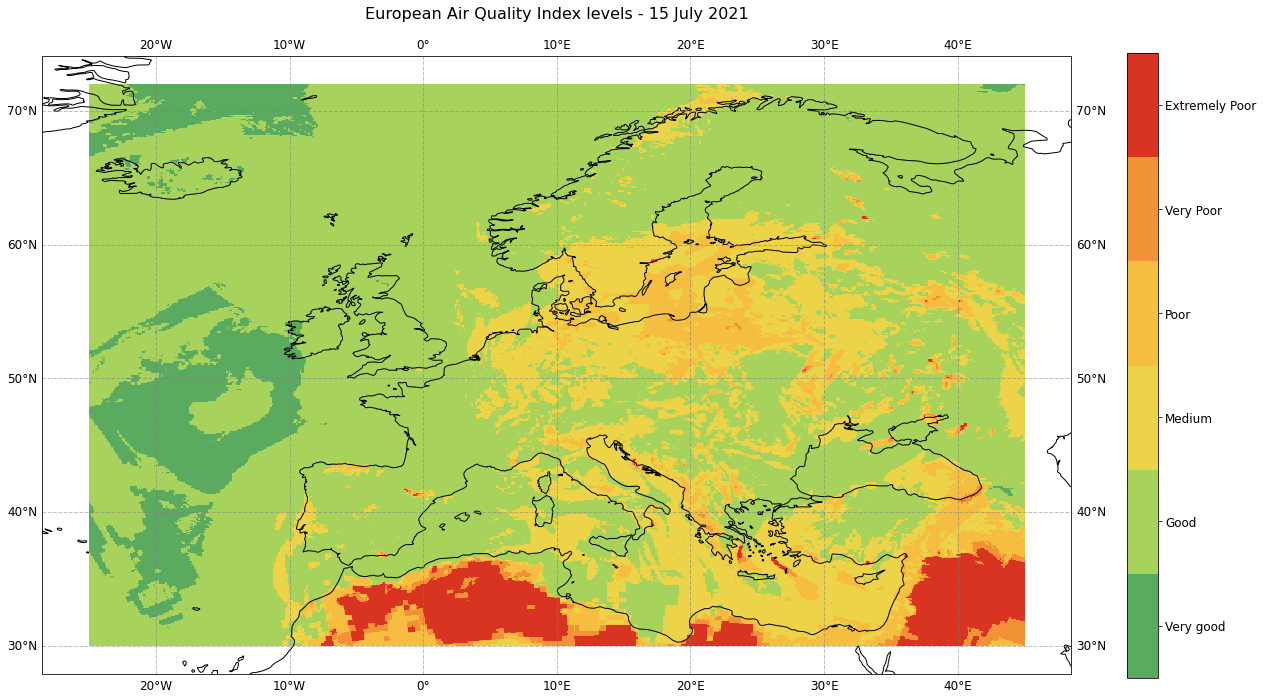 European Air Quality Index levels - 15 July 2021
20°W 10°W 0° 10°E 20°E 30°E 40°E
70°N 70°N Extremely Poor
Very Poor
60°N 60°N
Poor
50°N 50°N
Medium
40°N 40°N
Good
30°N 30°N Very good
20°W 10°W 0° 10°E 20°E 30°E 40°E